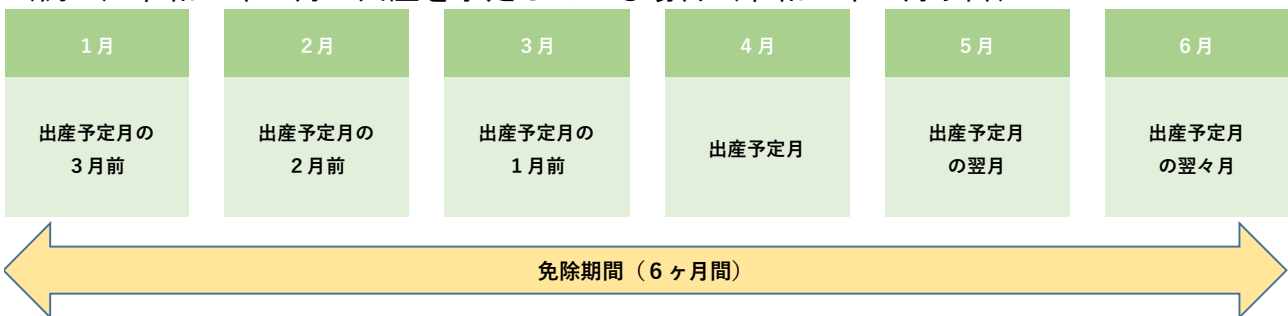 1月
2月
3月
4月
5月
6月
出産予定月の
3月前
出産予定月の
2月前
出産予定月の
1月前
出産予定月
出産予定月
の翌月
出産予定月
の翌々月
免除期間（6ヶ月間）